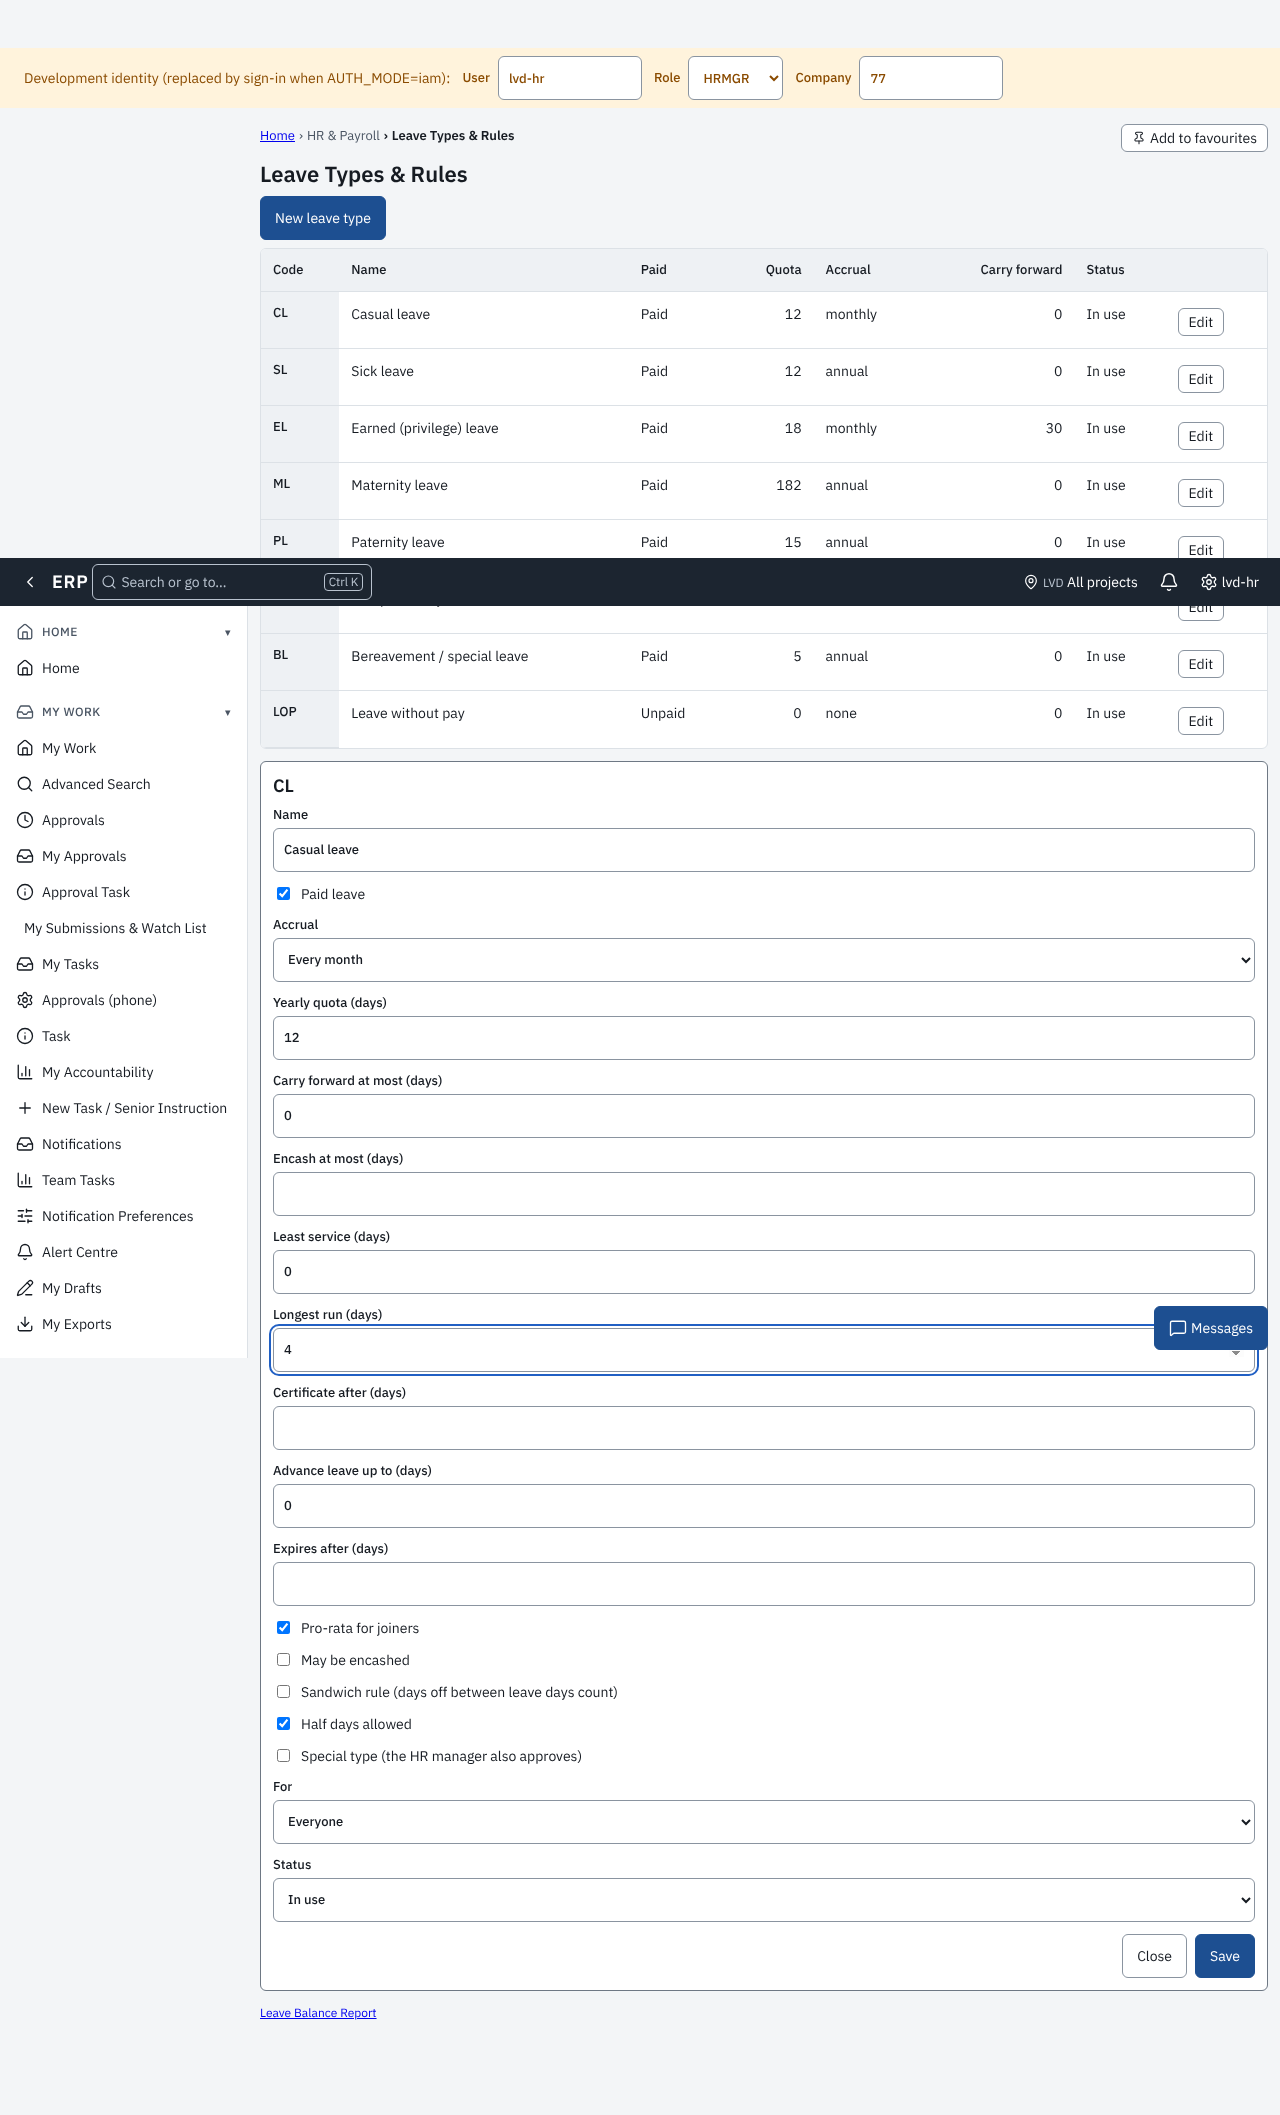 Development identity (replaced by sign-in when AUTH_MODE=iam): User lvd-hr Role HRMGR Company 77
Home › HR & Payroll › Leave Types & Rules
Add to favourites
Leave Types & Rules
New leave type
Code Name Paid Quota Accrual Carry forward Status
CL Casual leave Paid 12 monthly 0 In use Edit
SL Sick leave Paid 12 annual 0 In use Edit
EL Earned (privilege) leave Paid 18 monthly 30 In use Edit
ML Maternity leave Paid 182 annual 0 In use Edit
PL Paternity leave Paid 15 annual 0 In use Edit
ERP Search or go to... Ctrl K LVD All projects lvd-hr
Edit
BL Bereavement / special leave Paid 5 annual 0 In use Edit
LOP Leave without pay Unpaid 0 none 0 In use Edit
HOME
Home
MY WORK
My Work
Advanced Search
Approvals
My Approvals
Approval Task
My Submissions & Watch List
My Tasks
Approvals (phone)
Task
My Accountability
New Task / Senior Instruction
Notifications
Team Tasks
Notification Preferences
Alert Centre
My Drafts
My Exports
CL
Name
Casual leave
Paid leave
Accrual
Every month
Yearly quota (days)
12
Carry forward at most (days)
0
Encash at most (days)
Least service (days)
0
Longest run (days)
4
Messages
Certificate after (days)
Advance leave up to (days)
0
Expires after (days)
Pro-rata for joiners
May be encashed
Sandwich rule (days off between leave days count)
Half days allowed
Special type (the HR manager also approves)
For
Everyone
Status
In use
Close Save
Leave Balance Report